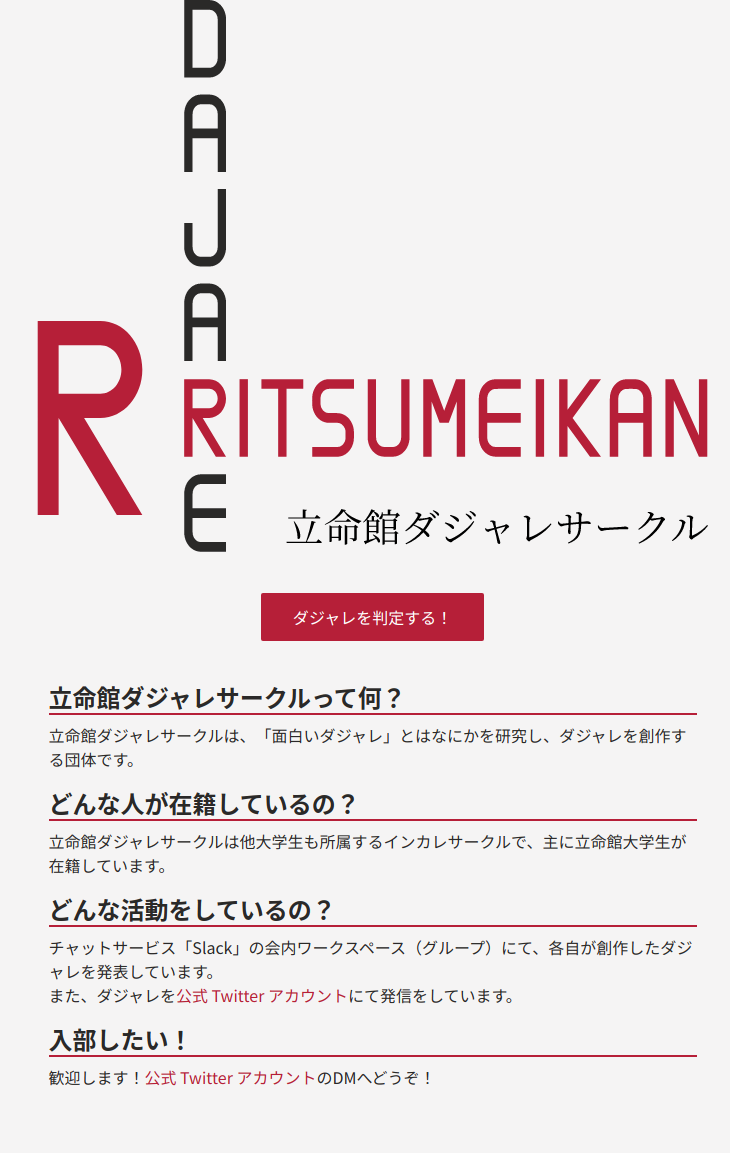 DAJARE
R
RITSUMEIKAN
立命館ダジャレサークル
ダジャレを判定する！
立命館ダジャレサークルって何？
立命館ダジャレサークルは、「面白いダジャレ」とはなにかを研究し、ダジャレを創作す
る団体です。
どんな人が在籍しているの？
立命館ダジャレサークルは他大学生も所属するインカレサークルで、主に立命館大学生が
在籍しています。
どんな活動をしているの？
チャットサービス「Slack」の会内ワークスペース（グループ）にて、各自が創作したダジ
ャレを発表しています。
また、ダジャレを公式 Twitter アカウントにて発信をしています。
入部したい！
歓迎します！公式 Twitter アカウントのDMへどうぞ！